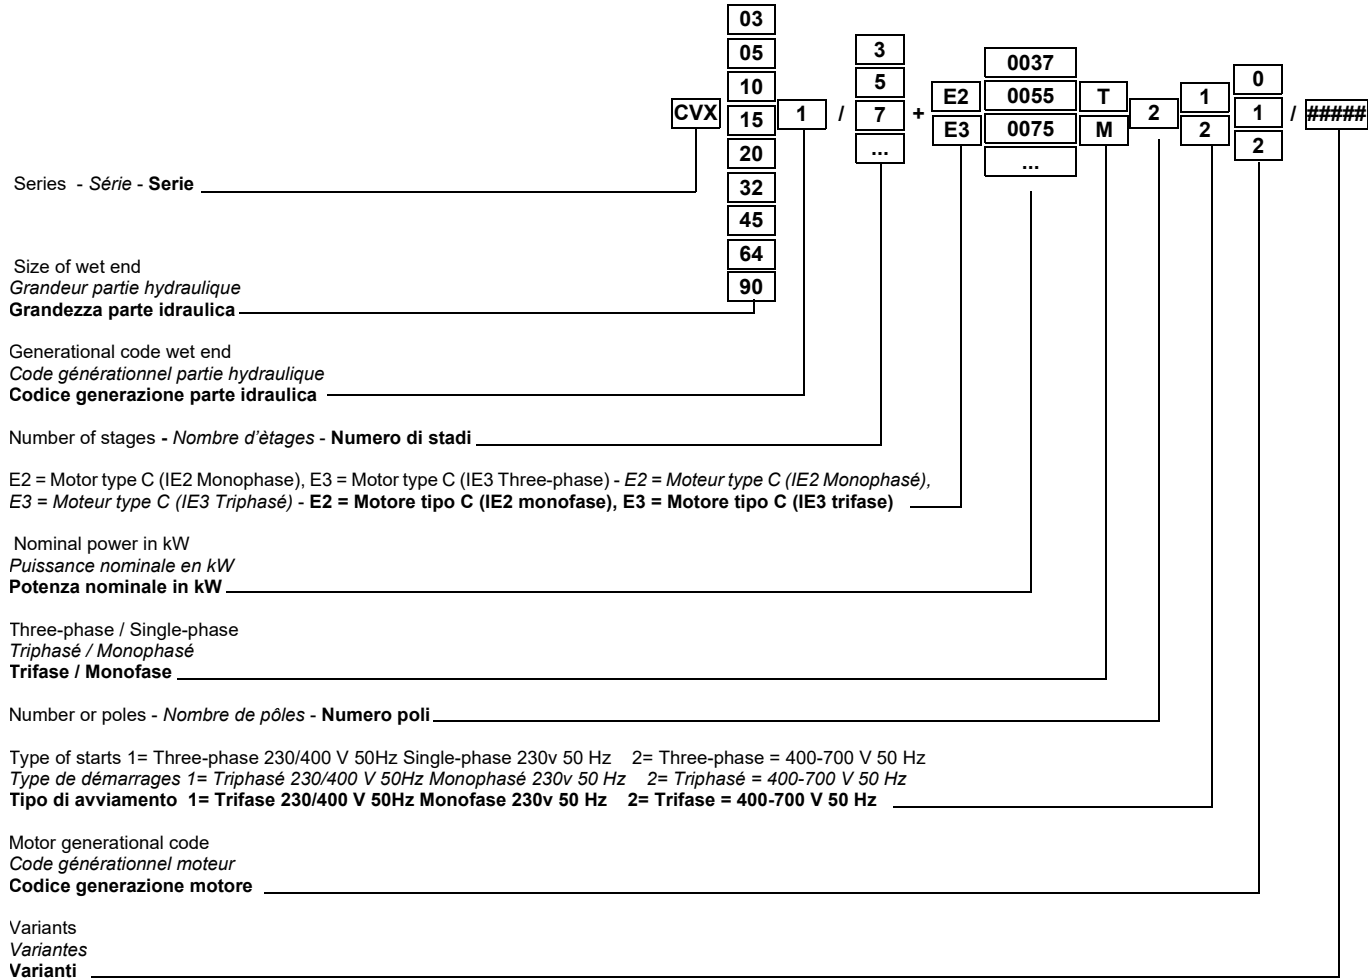 03
05
10
15
20
32
45
64
90
CVX
1
/
3
5
7
...
+
E2
E3
0037
0055
0075
...
T
M
2
1
2
0
1
2
/
#####
Series - Série - Serie
Size of wet end
Grandeur partie hydraulique
Grandezza parte idraulica
Generational code wet end
Code générationnel partie hydraulique
Codice generazione parte idraulica
Number of stages - Nombre d'ètages - Numero di stadi
E2 = Motor type C (IE2 Monophase), E3 = Motor type C (IE3 Three-phase) - E2 = Moteur type C (IE2 Monophasé),
E3 = Moteur type C (IE3 Triphasé) - E2 = Motore tipo C (IE2 monofase), E3 = Motore tipo C (IE3 trifase)
Nominal power in kW
Puissance nominale en kW
Potenza nominale in kW
Three-phase / Single-phase
Triphasé / Monophasé
Trifase / Monofase
Number or poles - Nombre de pôles - Numero poli
Type of starts 1= Three-phase 230/400 V 50Hz Single-phase 230v 50 Hz 2= Three-phase = 400-700 V 50 Hz
Type de démarrages 1= Triphasé 230/400 V 50Hz Monophasé 230v 50 Hz 2= Triphasé = 400-700 V 50 Hz
Tipo di avviamento 1= Trifase 230/400 V 50Hz Monofase 230v 50 Hz 2= Trifase = 400-700 V 50 Hz
Motor generational code
Code générationnel moteur
Codice generazione motore
Variants
Variantes
Varianti